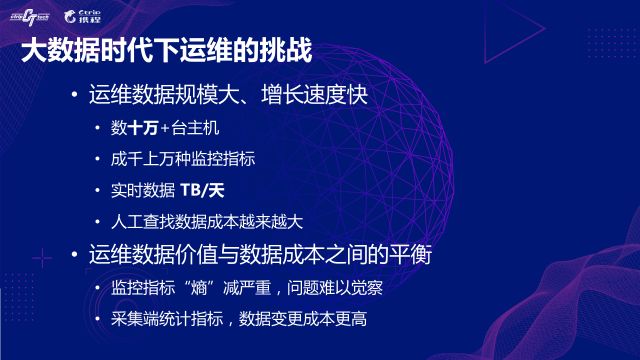 Ctrip
携程
大数据时代下运维的挑战
• 运维数据规模大、增长速度快
• 数十万+台主机
• 成千上万种监控指标
• 实时数据 TB/天
• 人工查找数据成本越来越大
• 运维数据价值与数据成本之间的平衡
• 监控指标“熵”减严重，问题难以觉察
• 采集端统计指标，数据变更成本更高